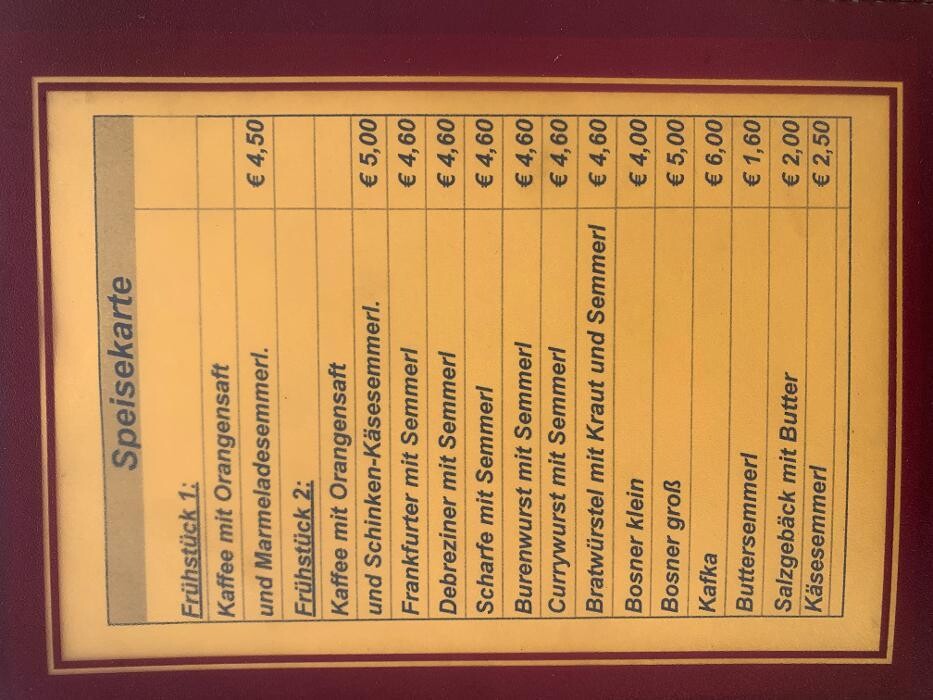 Speisekarte
Frühstück 1:
Kaffee mit Orangensaft
und Marmeladesemmerl. € 4,50
Frühstück 2:
Kaffee mit Orangensaft
und Schinken-Käsesemmerl. € 5,00
Frankfurter mit Semmerl € 4,60
Debreziner mit Semmerl € 4,60
Scharfe mit Semmerl € 4,60
Burenwurst mit Semmerl € 4,60
Currywurst mit Semmerl € 4,60
Bratwürstel mit Kraut und Semmerl € 4,60
Bosner klein € 4,00
Bosner groß € 5,00
Kafka € 6,00
Buttersemmerl € 1,60
Salzgebäck mit Butter € 2,00
Käsesemmerl € 2,50